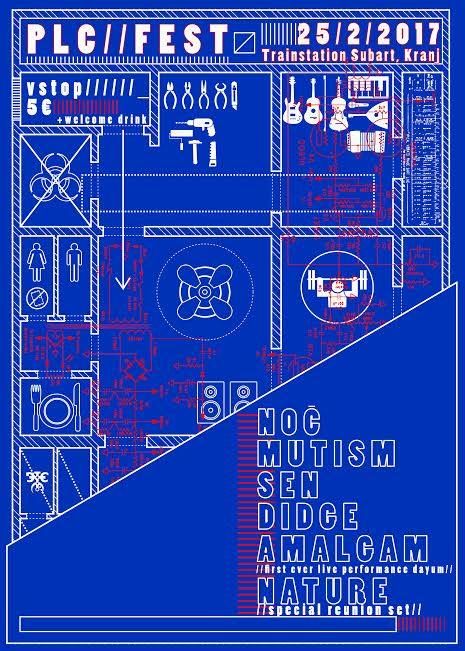 PLC//FEST
25/2/2017
Trainstation Subart, Kranj
vstop//////
5€
+welcome drink
NOČ
MUTISM
SEN
DIDGE
AMALGAM
//first ever live performance dayum//
NATURE
//special reunion set//